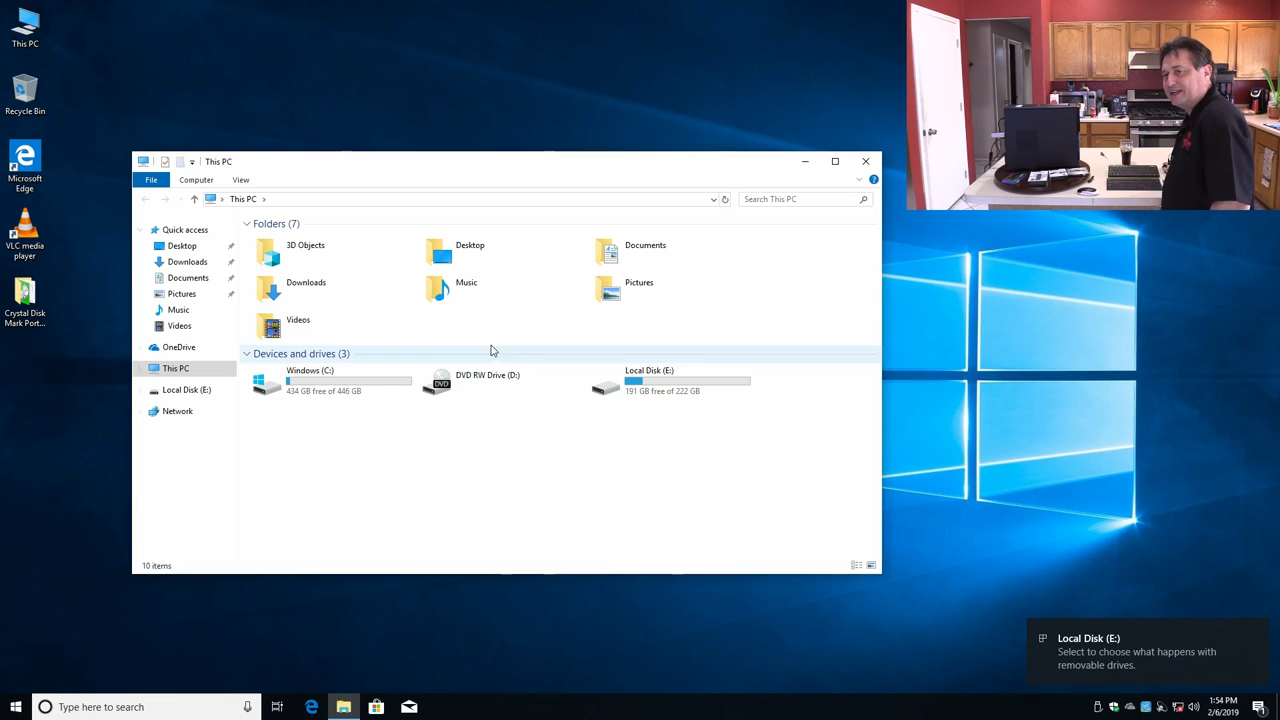 This PC
Recycle Bin
Microsoft
Edge
VLC media
player
Crystal Disk
Mark Port...
This PC
File
Computer
View
This PC
Search This PC
Quick access
Desktop
Downloads
Documents
Pictures
Music
Videos
OneDrive
This PC
Local Disk (E:)
Network
Folders (7)
3D Objects
Desktop
Documents
Downloads
Music
Pictures
Videos
Devices and drives (3)
Windows (C:)
434 GB free of 446 GB
DVD RW Drive (D:)
DVD
Local Disk (E:)
191 GB free of 222 GB
10 items
Local Disk (E:)
Select to choose what happens with
removable drives.
Type here to search
1:54 PM
2/6/2019
1